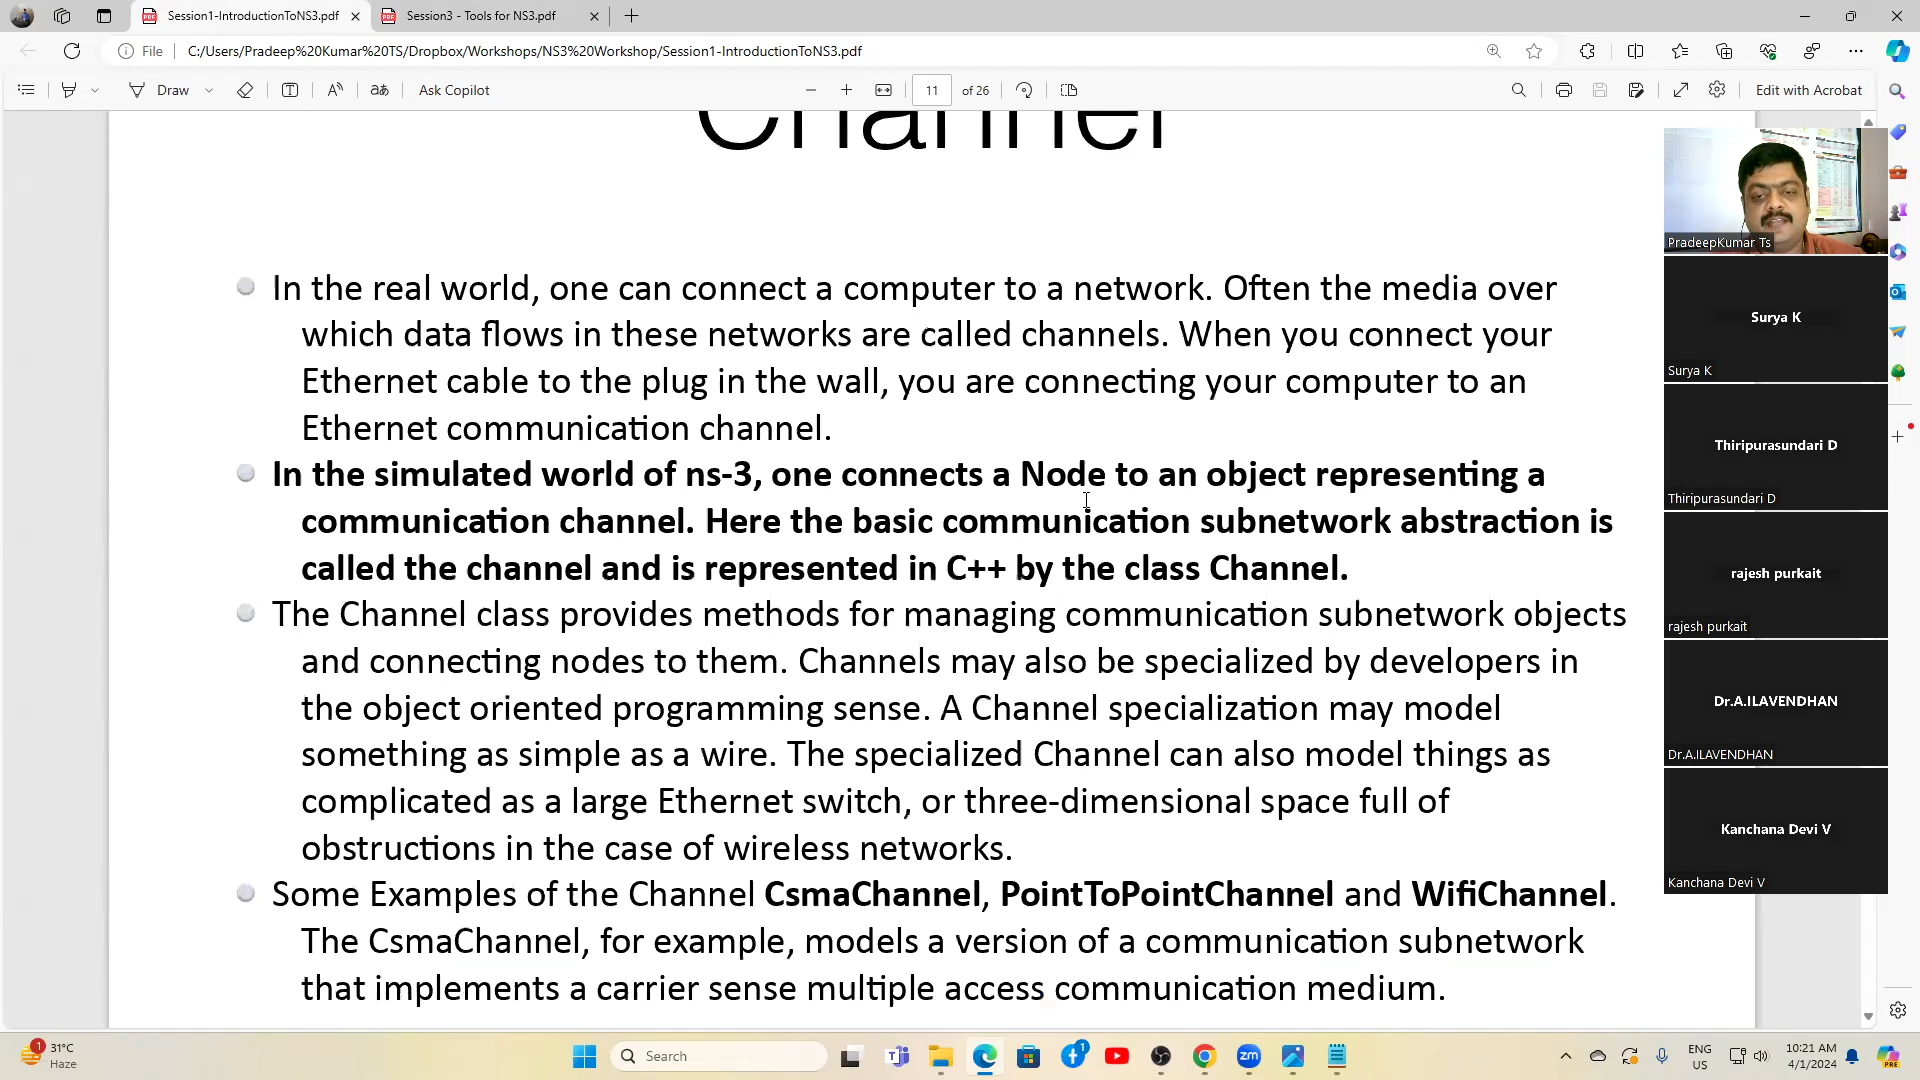 Session1-IntroductionToNS3.pdf
Session3 - Tools for NS3.pdf
File
C:/Users/Pradeep%20Kumar%20TS/Dropbox/Workshops/NS3%20Workshop/Session1-IntroductionToNS3.pdf
Draw
Ask Copilot
11 of 26
Edit with Acrobat
Channel
In the real world, one can connect a computer to a network. Often the media over
which data flows in these networks are called channels. When you connect your
Ethernet cable to the plug in the wall, you are connecting your computer to an
Ethernet communication channel.
In the simulated world of ns-3, one connects a Node to an object representing a
communication channel. Here the basic communication subnetwork abstraction is
called the channel and is represented in C++ by the class Channel.
The Channel class provides methods for managing communication subnetwork objects
and connecting nodes to them. Channels may also be specialized by developers in
the object oriented programming sense. A Channel specialization may model
something as simple as a wire. The specialized Channel can also model things as
complicated as a large Ethernet switch, or three-dimensional space full of
obstructions in the case of wireless networks.
Some Examples of the Channel CsmaChannel, PointToPointChannel and WifiChannel.
The CsmaChannel, for example, models a version of a communication subnetwork
that implements a carrier sense multiple access communication medium.
PradeepKumar Ts
Surya K
Surya K
Thiripurasundari D
Thiripurasundari D
rajesh purkait
rajesh purkait
Dr.A.ILAVENDHAN
Dr.A.ILAVENDHAN
Kanchana Devi V
Kanchana Devi V
1
31°C
Haze
Search
1
zm
ENG
US
10:21 AM
4/1/2024
PRE